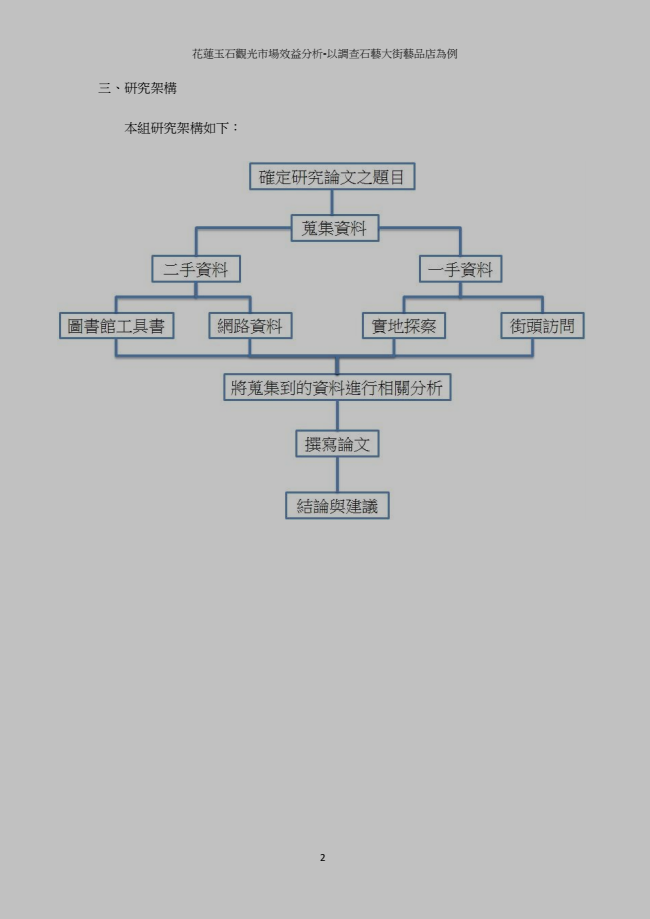 花蓮玉石觀光市場效益分析-以調查石藝大街藝品店為例
三、研究架構
本組研究架構如下：
確定研究論文之題目
蒐集資料
二手資料
一手資料
圖書館工具書
網路資料
實地探察
街頭訪問
將蒐集到的資料進行相關分析
撰寫論文
結論與建議
2